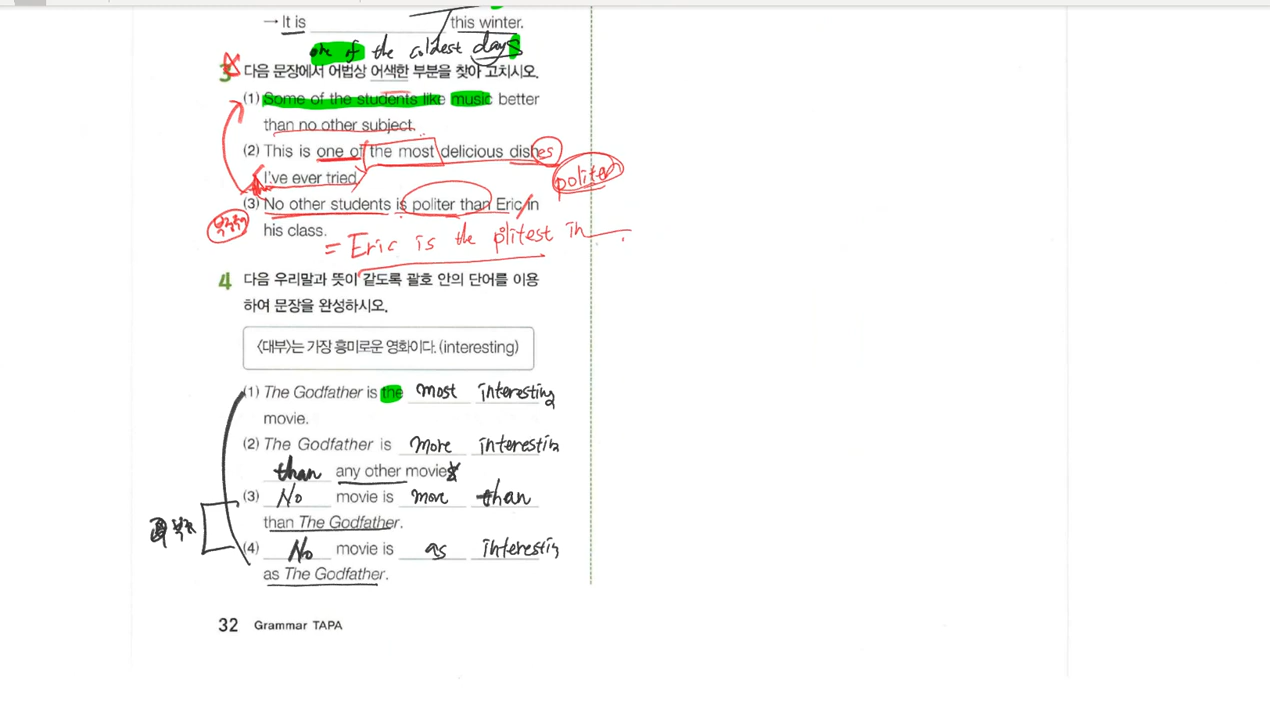 → It is this winter.
one of the coldest days
3 다음 문장에서 어법상 어색한 부분을 찾아 고치시오.
(1) Some of the students like music better
than no other subject.
(2) This is one of the most delicious dishes
I've ever tried.
politer
(3) No other students is politer than Eric in
his class.
= Eric is the politest in
4 다음 우리말과 뜻이 같도록 괄호 안의 단어를 이용
하여 문장을 완성하시오.
〈대부〉는 가장 흥미로운 영화이다. (interesting)
(1) The Godfather is the most interesting
movie.
(2) The Godfather is more interestin
than any other movie
(3) No movie is more than
than The Godfather.
(4) No movie is as interestin
as The Godfather.
32 Grammar TAPA